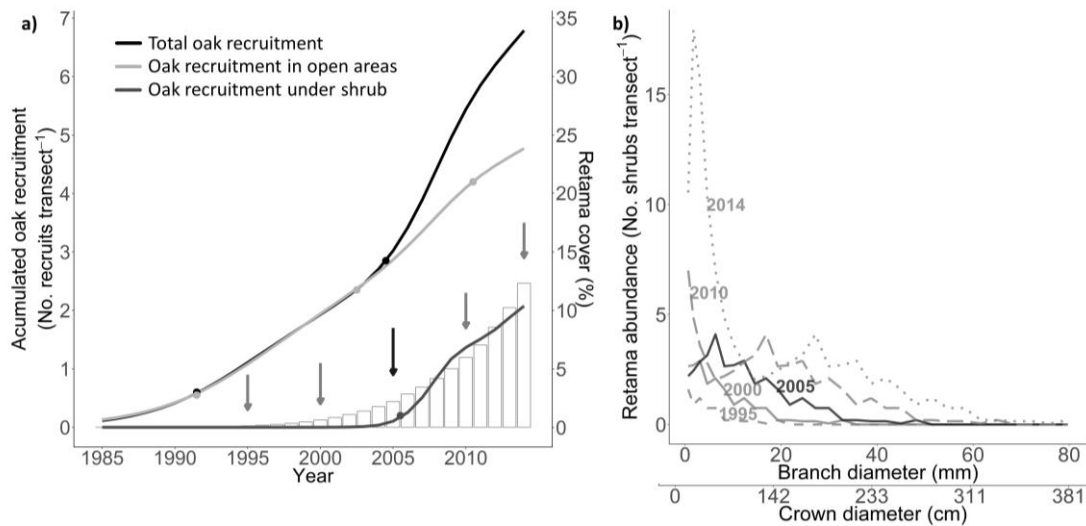 a)
Total oak recruitment
Oak recruitment in open areas
Oak recruitment under shrub
Acumulated oak recruitment
(No. recruits transect⁻¹)
7
6
5
4
3
2
1
0
35
30
25
20
15
10
5
0
Retama cover (%)
1985 1990 1995 2000 2005 2010
Year
b)
Retama abundance (No. shrubs transect⁻¹)
15
10
5
0
2014
2010
2005
2000
1995
0 20 40 60 80
Branch diameter (mm)
0 142 233 311 381
Crown diameter (cm)